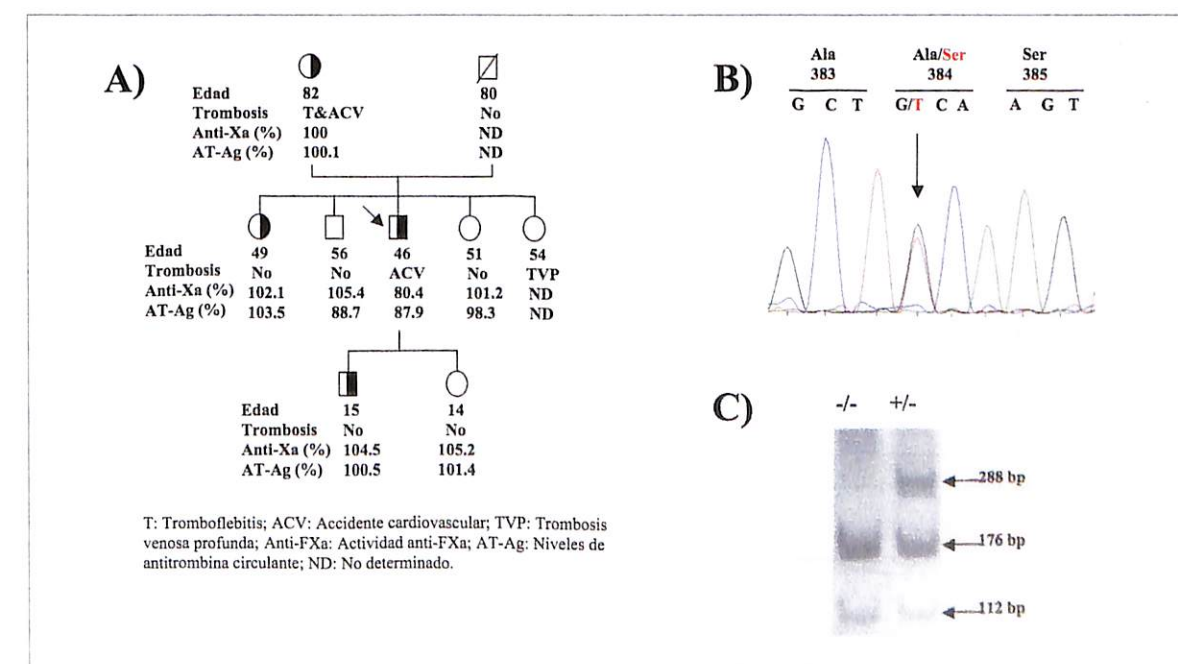 A)
Edad 82 80
Trombosis T&ACV No
Anti-Xa (%) 100 ND
AT-Ag (%) 100.1 ND
Edad 49 56 46 51 54
Trombosis No No ACV No TVP
Anti-Xa (%) 102.1 105.4 80.4 101.2 ND
AT-Ag (%) 103.5 88.7 87.9 98.3 ND
Edad 15 14
Trombosis No No
Anti-Xa (%) 104.5 105.2
AT-Ag (%) 100.5 101.4
T: Tromboflebitis; ACV: Accidente cardiovascular; TVP: Trombosis
venosa profunda; Anti-FXa: Actividad anti-FXa; AT-Ag: Niveles de
antitrombina circulante; ND: No determinado.
B)
Ala Ala/Ser Ser
383 384 385
G C T G/T C A A G T
C)
-/- +/-
288 bp
176 bp
112 bp